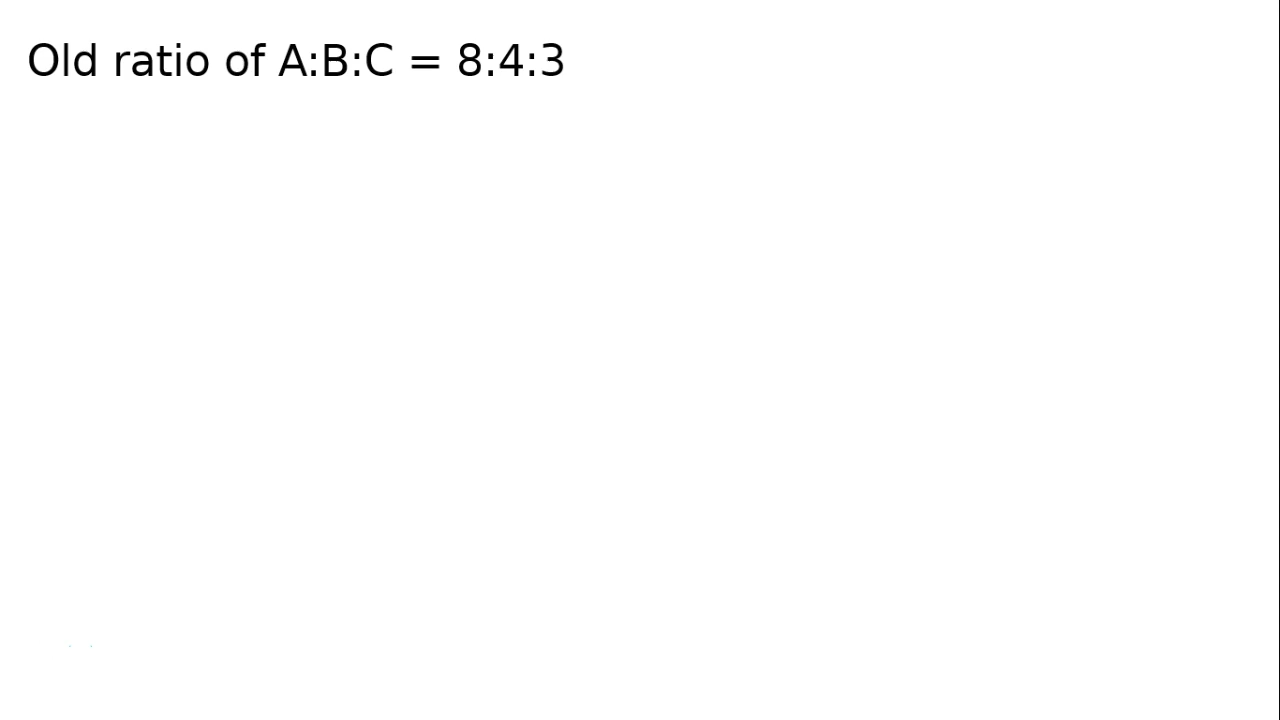 Old ratio of A:B:C = 8:4:3